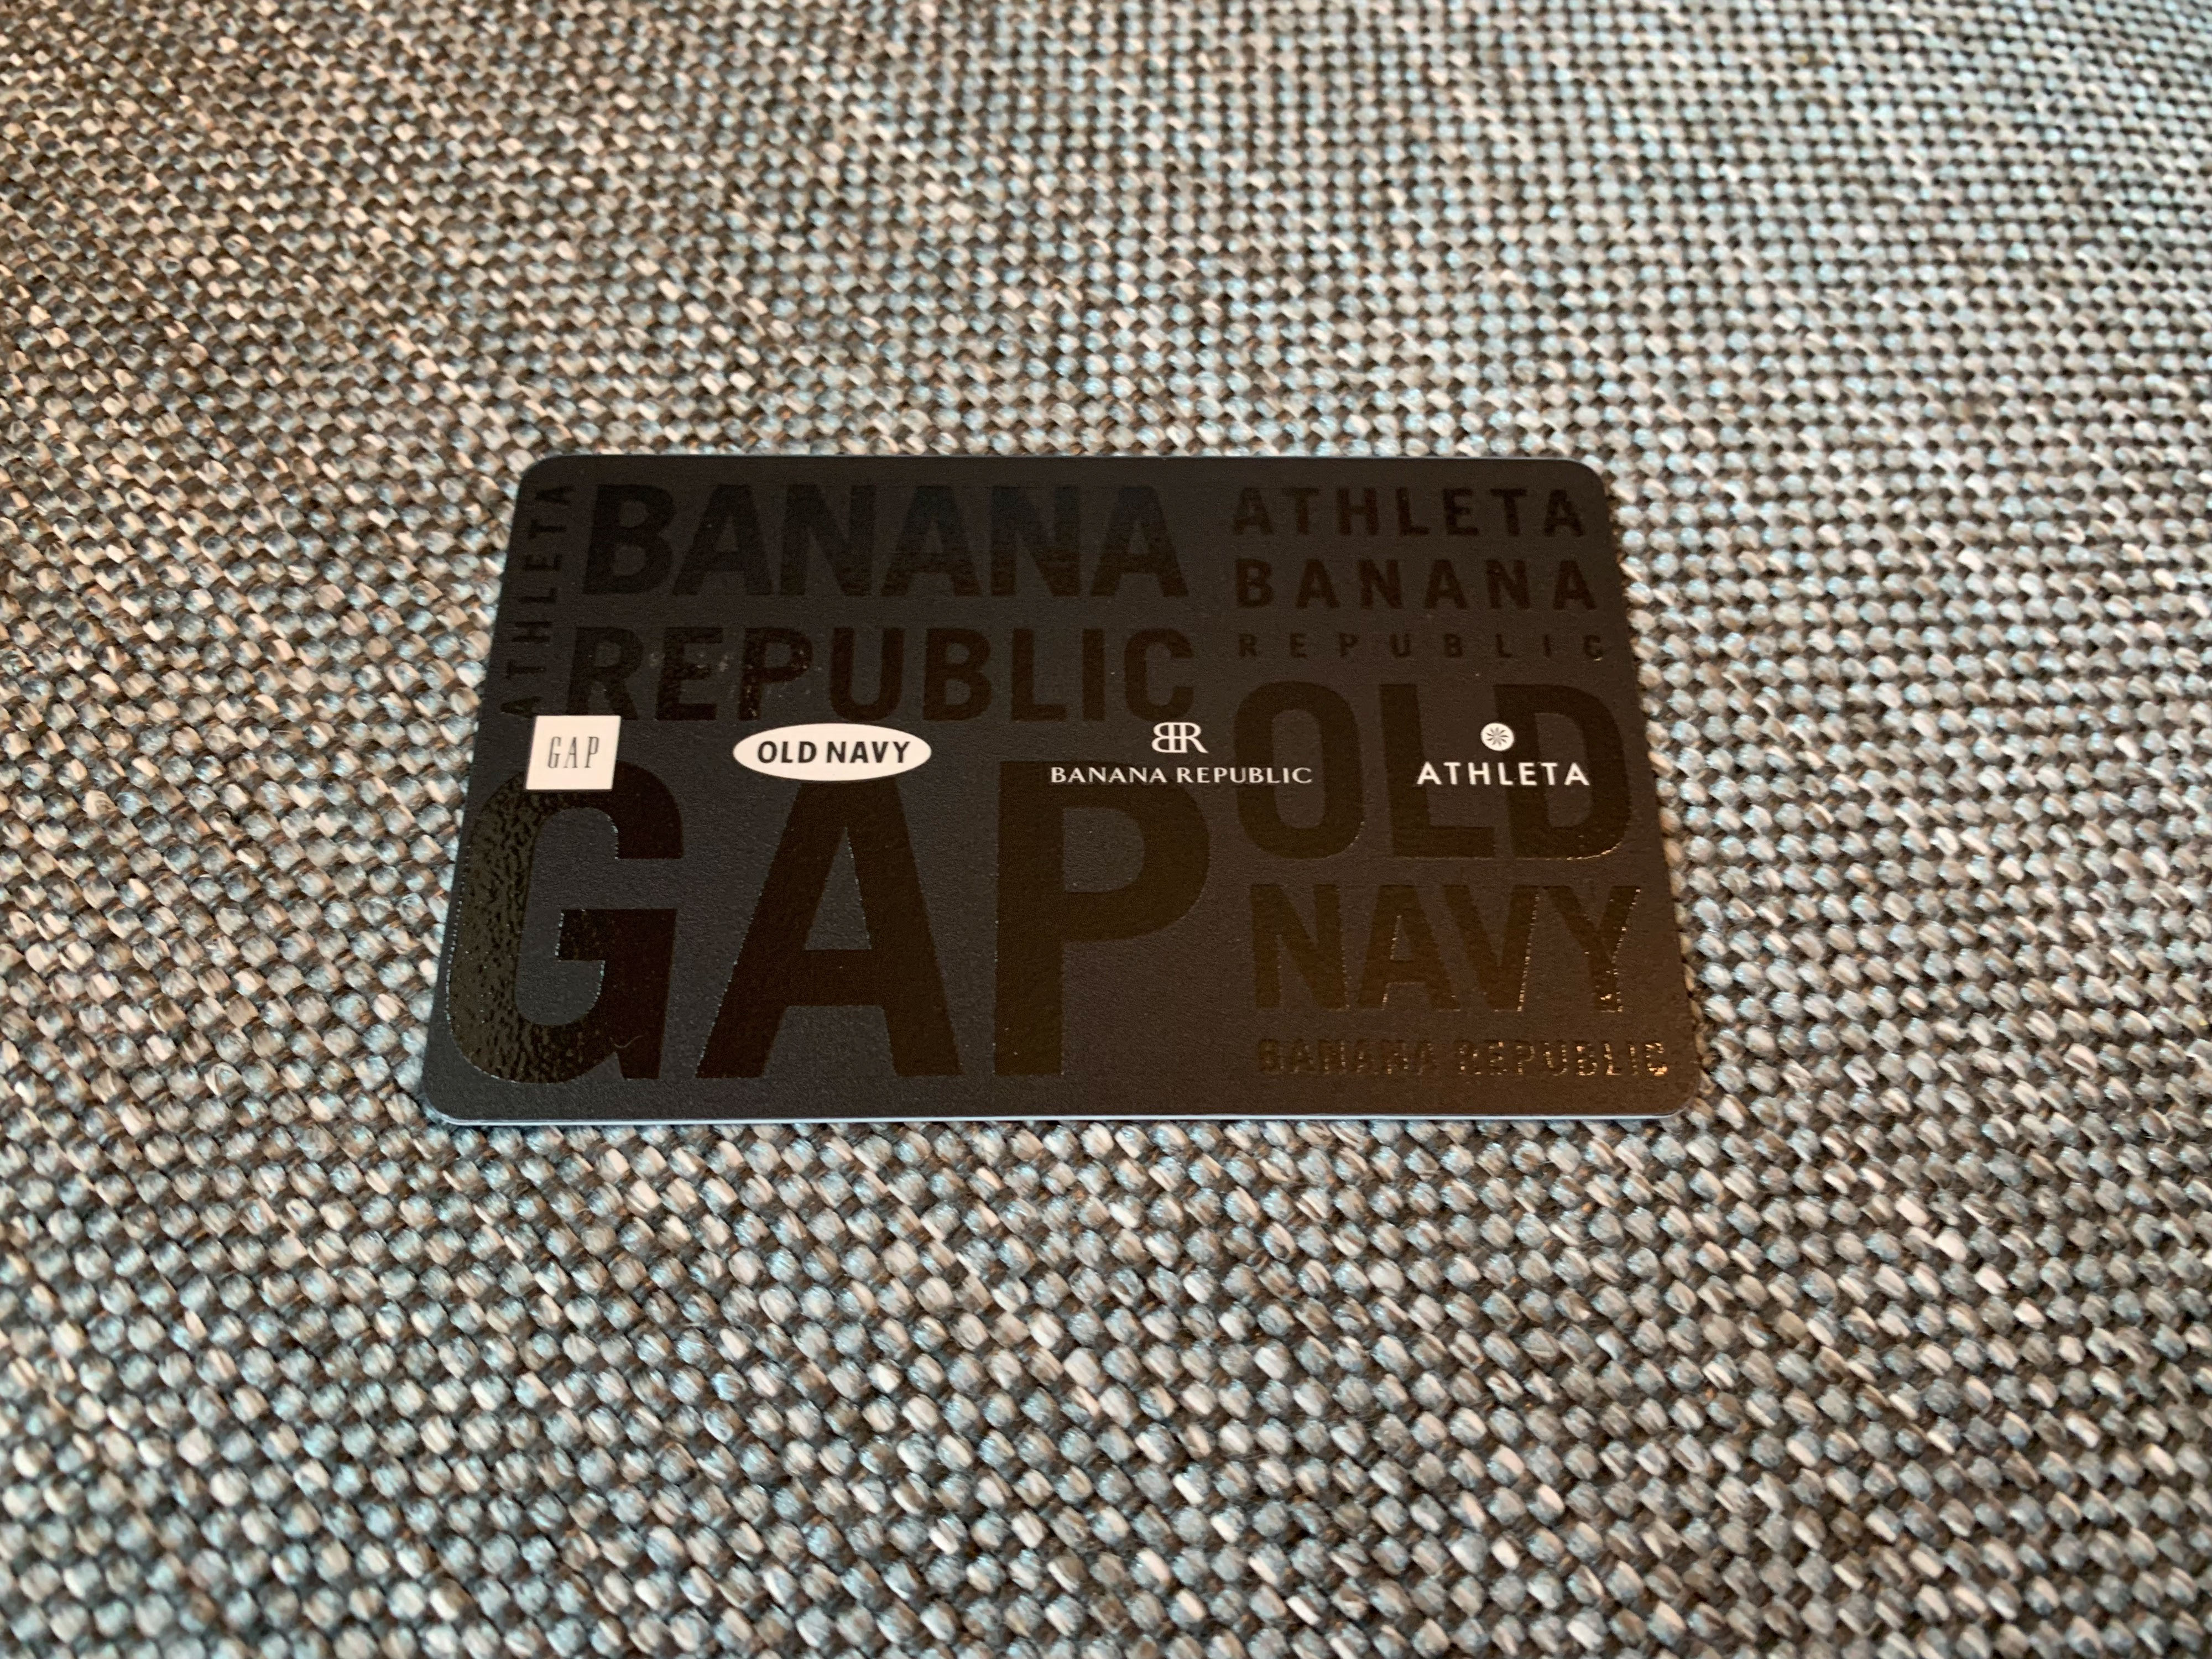 ATHLETA
BANANA
REPUBLIC
GAP
ATHLETA
BANANA
REPUBLIC
OLD
NAVY
BANANA REPUBLIC
GAP
OLD NAVY
BR
BANANA REPUBLIC
ATHLETA